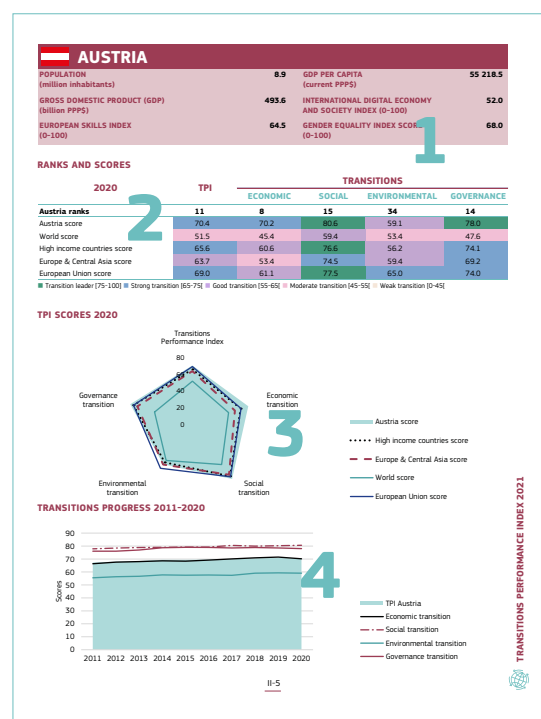 AUSTRIA
POPULATION 8.9 GDP PER CAPITA 55 218.5
(million inhabitants) (current PPP$)
GROSS DOMESTIC PRODUCT (GDP) 493.6 INTERNATIONAL DIGITAL ECONOMY 52.0
(billion PPP$) AND SOCIETY INDEX (0–100)
EUROPEAN SKILLS INDEX 64.5 GENDER EQUALITY INDEX SCORE 68.0
(0–100) (0–100)
1
RANKS AND SCORES
2020 TPI TRANSITIONS
ECONOMIC SOCIAL ENVIRONMENTAL GOVERNANCE
2
Austria ranks 11 8 15 34 14
Austria score 70.4 70.2 80.6 59.1 78.0
World score 51.5 45.4 59.4 53.4 47.6
High income countries score 65.6 60.6 76.6 56.2 74.1
Europe & Central Asia score 63.7 53.4 74.5 59.4 69.2
European Union score 69.0 61.1 77.5 65.0 74.0
Transition leader [75-100] Strong transition [65-75[ Good transition [55-65[ Moderate transition [45-55[ Weak transition [0-45[
TPI SCORES 2020
Transitions
Performance Index
80
60
40
20
0
Governance
transition
Economic
transition
3
Environmental
transition
Social
transition
Austria score
High income countries score
Europe & Central Asia score
World score
European Union score
TRANSITIONS PROGRESS 2011–2020
90
80
70
60
50
40
30
20
10
0
Scores
2011 2012 2013 2014 2015 2016 2017 2018 2019 2020
4
TPI Austria
Economic transition
Social transition
Environmental transition
Governance transition
TRANSITIONS PERFORMANCE INDEX 2021
II-5